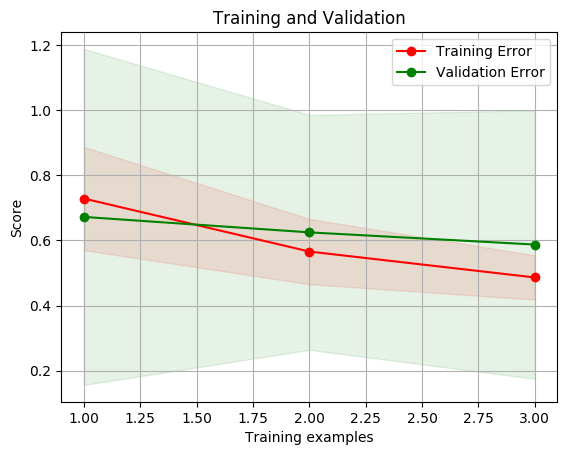 Training and Validation
Training Error
Validation Error
Score
1.2
1.0
0.8
0.6
0.4
0.2
1.00 1.25 1.50 1.75 2.00 2.25 2.50 2.75 3.00
Training examples